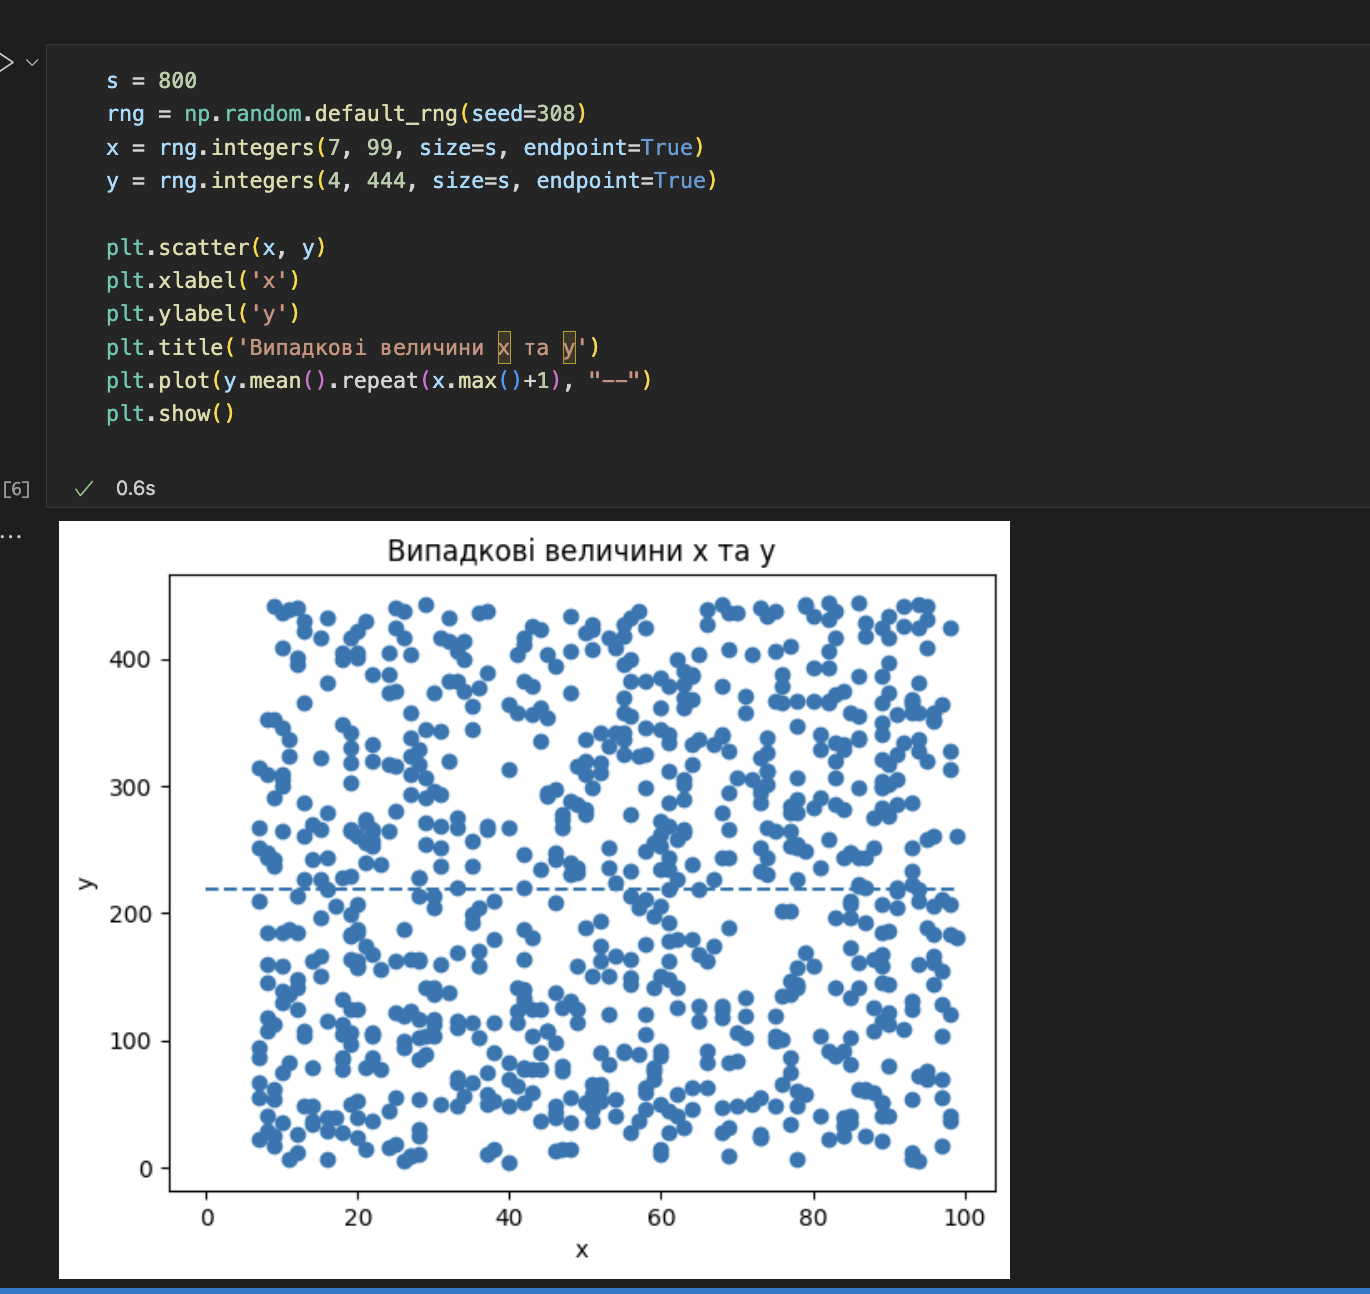 s = 800
rng = np.random.default_rng(seed=308)
x = rng.integers(7, 99, size=s, endpoint=True)
y = rng.integers(4, 444, size=s, endpoint=True)
plt.scatter(x, y)
plt.xlabel('x')
plt.ylabel('y')
plt.title('Випадкові величини х та у')
plt.plot(y.mean().repeat(x.max()+1), "--")
plt.show()
[6]
0.6s
...
Випадкові величини х та у
400
300
200
100
0
y
0 20 40 60 80 100
x